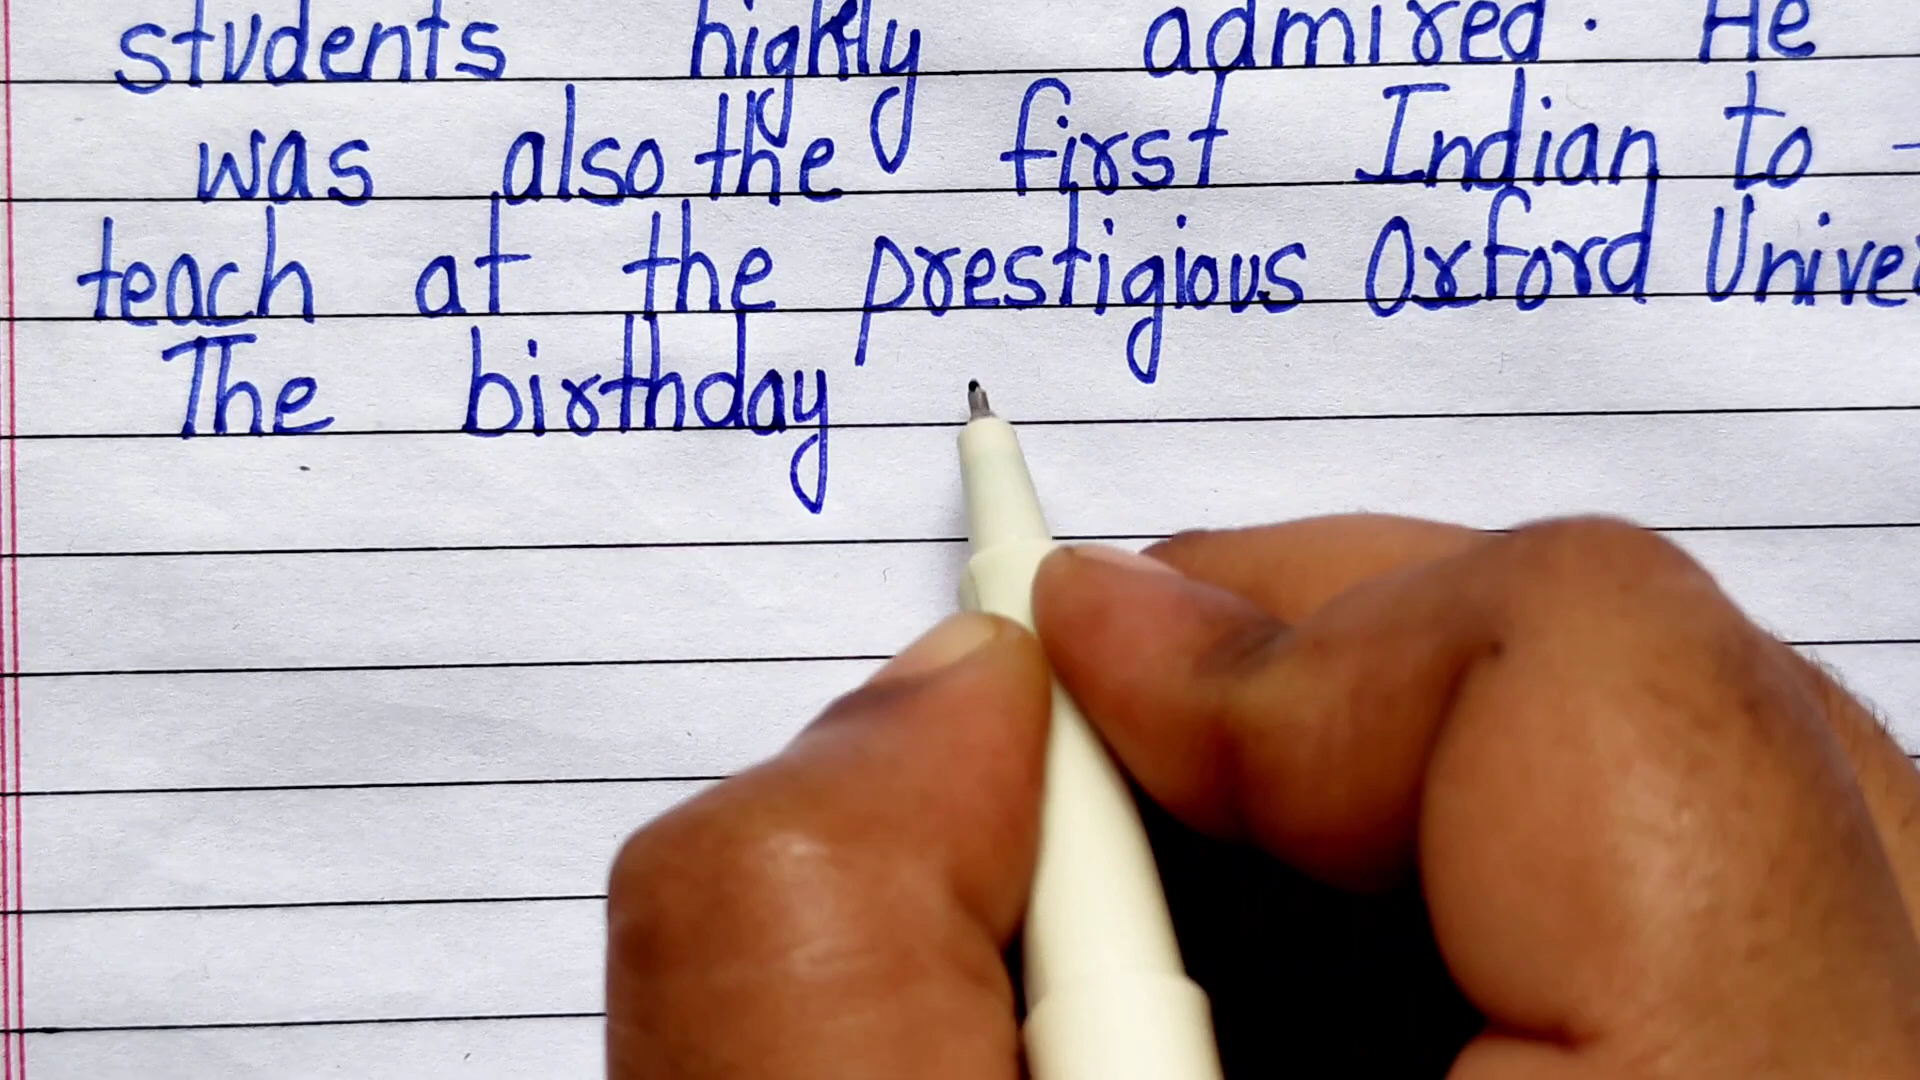 students highly admired. He
was also the first Indian to
teach at the prestigious Oxford Unive
The birthday